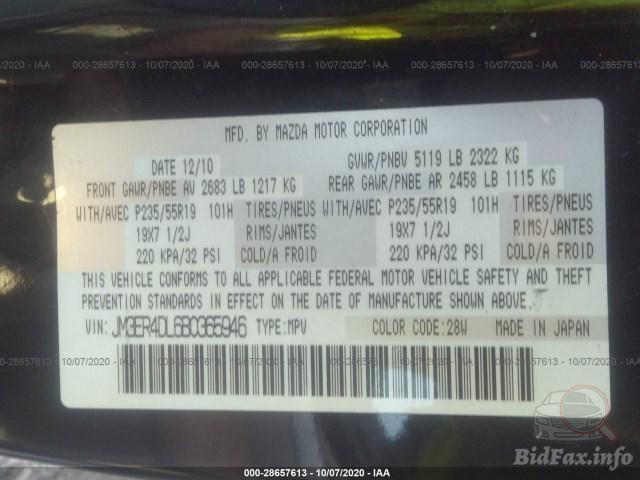 000-28657613 - 10/07/2020 - IAA
MFD. BY MAZDA MOTOR CORPORATION
DATE 12/10
GVWR/PNBV 5119 LB 2322 KG
FRONT GAWR/PNBE AV 2683 LB 1217 KG
REAR GAWR/PNBE AR 2458 LB 1115 KG
WITH/AVEC P235/55R19 101H TIRES/PNEUS
WITH/AVEC P235/55R19 101H TIRES/PNEUS
19X7 1/2J RIMS/JANTES
19X7 1/2J RIMS/JANTES
220 KPA/32 PSI COLD/A FROID
220 KPA/32 PSI COLD/A FROID
THIS VEHICLE CONFORMS TO ALL APPLICABLE FEDERAL MOTOR VEHICLE SAFETY AND THEFT
PREVENTION STANDARDS IN EFFECT ON THE DATE OF MANUFACTURE SHOWN ABOVE.
VIN: JM3ER4DL6B0365946 TYPE:MPV COLOR CODE:28W MADE IN JAPAN
BidFax.info
000-28657613 - 10/07/2020 - IAA